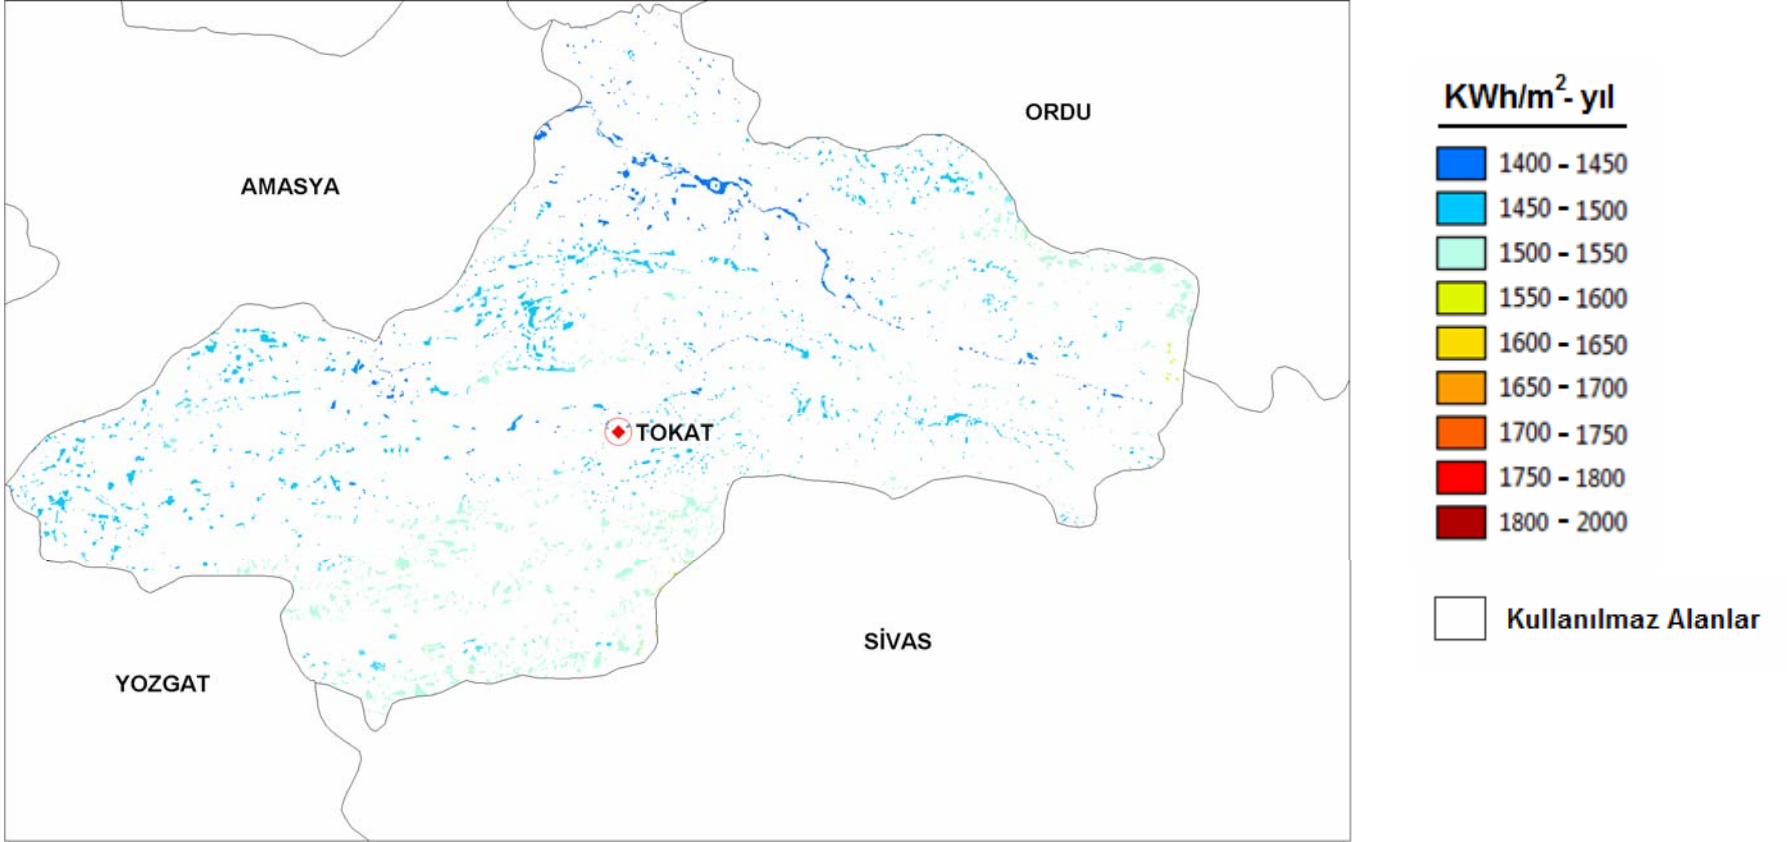 ORDU
AMASYA
TOKAT
SİVAS
YOZGAT
KWh/m²- yıl
1400 - 1450
1450 - 1500
1500 - 1550
1550 - 1600
1600 - 1650
1650 - 1700
1700 - 1750
1750 - 1800
1800 - 2000
Kullanılmaz Alanlar